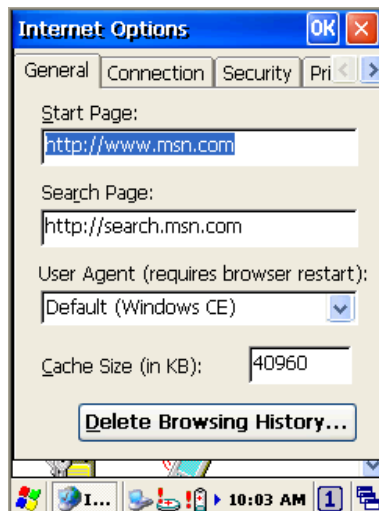 Internet Options OK
General Connection Security Pri
Start Page:
http://www.msn.com
Search Page:
http://search.msn.com
User Agent (requires browser restart):
Default (Windows CE)
Cache Size (in KB): 40960
Delete Browsing History...
I... 10:03 AM 1